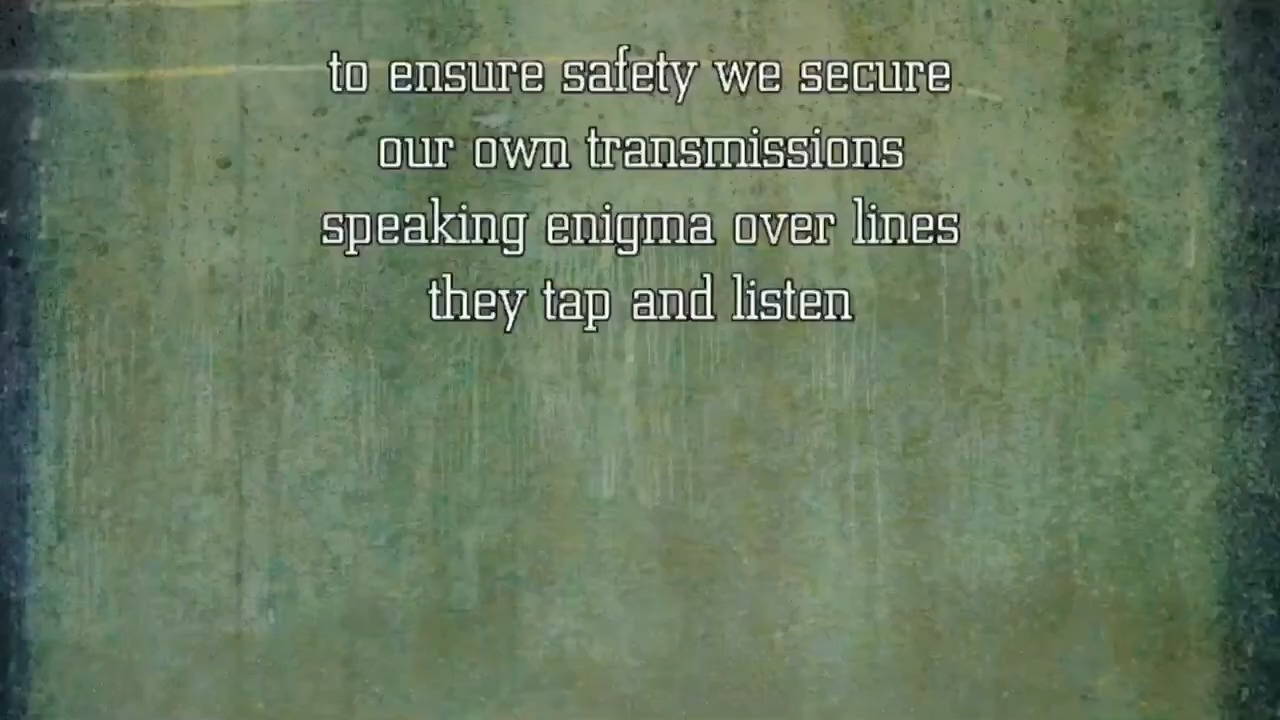 to ensure safety we secure
our own transmissions
speaking enigma over lines
they tap and listen